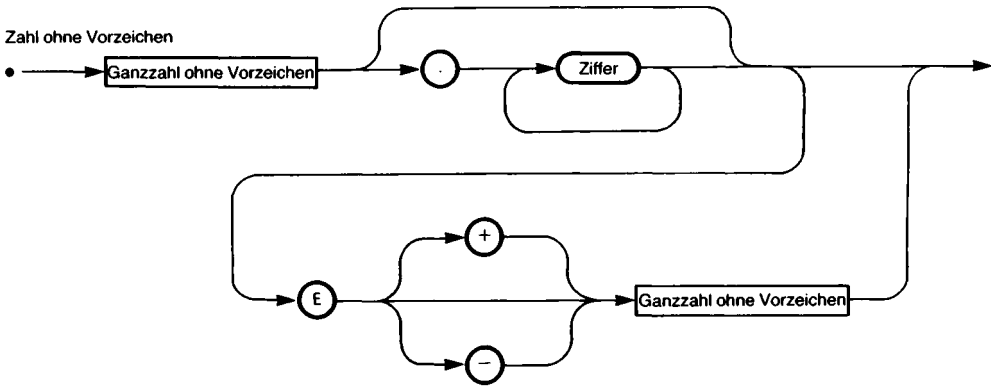 Zahl ohne Vorzeichen
Ganzzahl ohne Vorzeichen
.
Ziffer
+
E
Ganzzahl ohne Vorzeichen
−